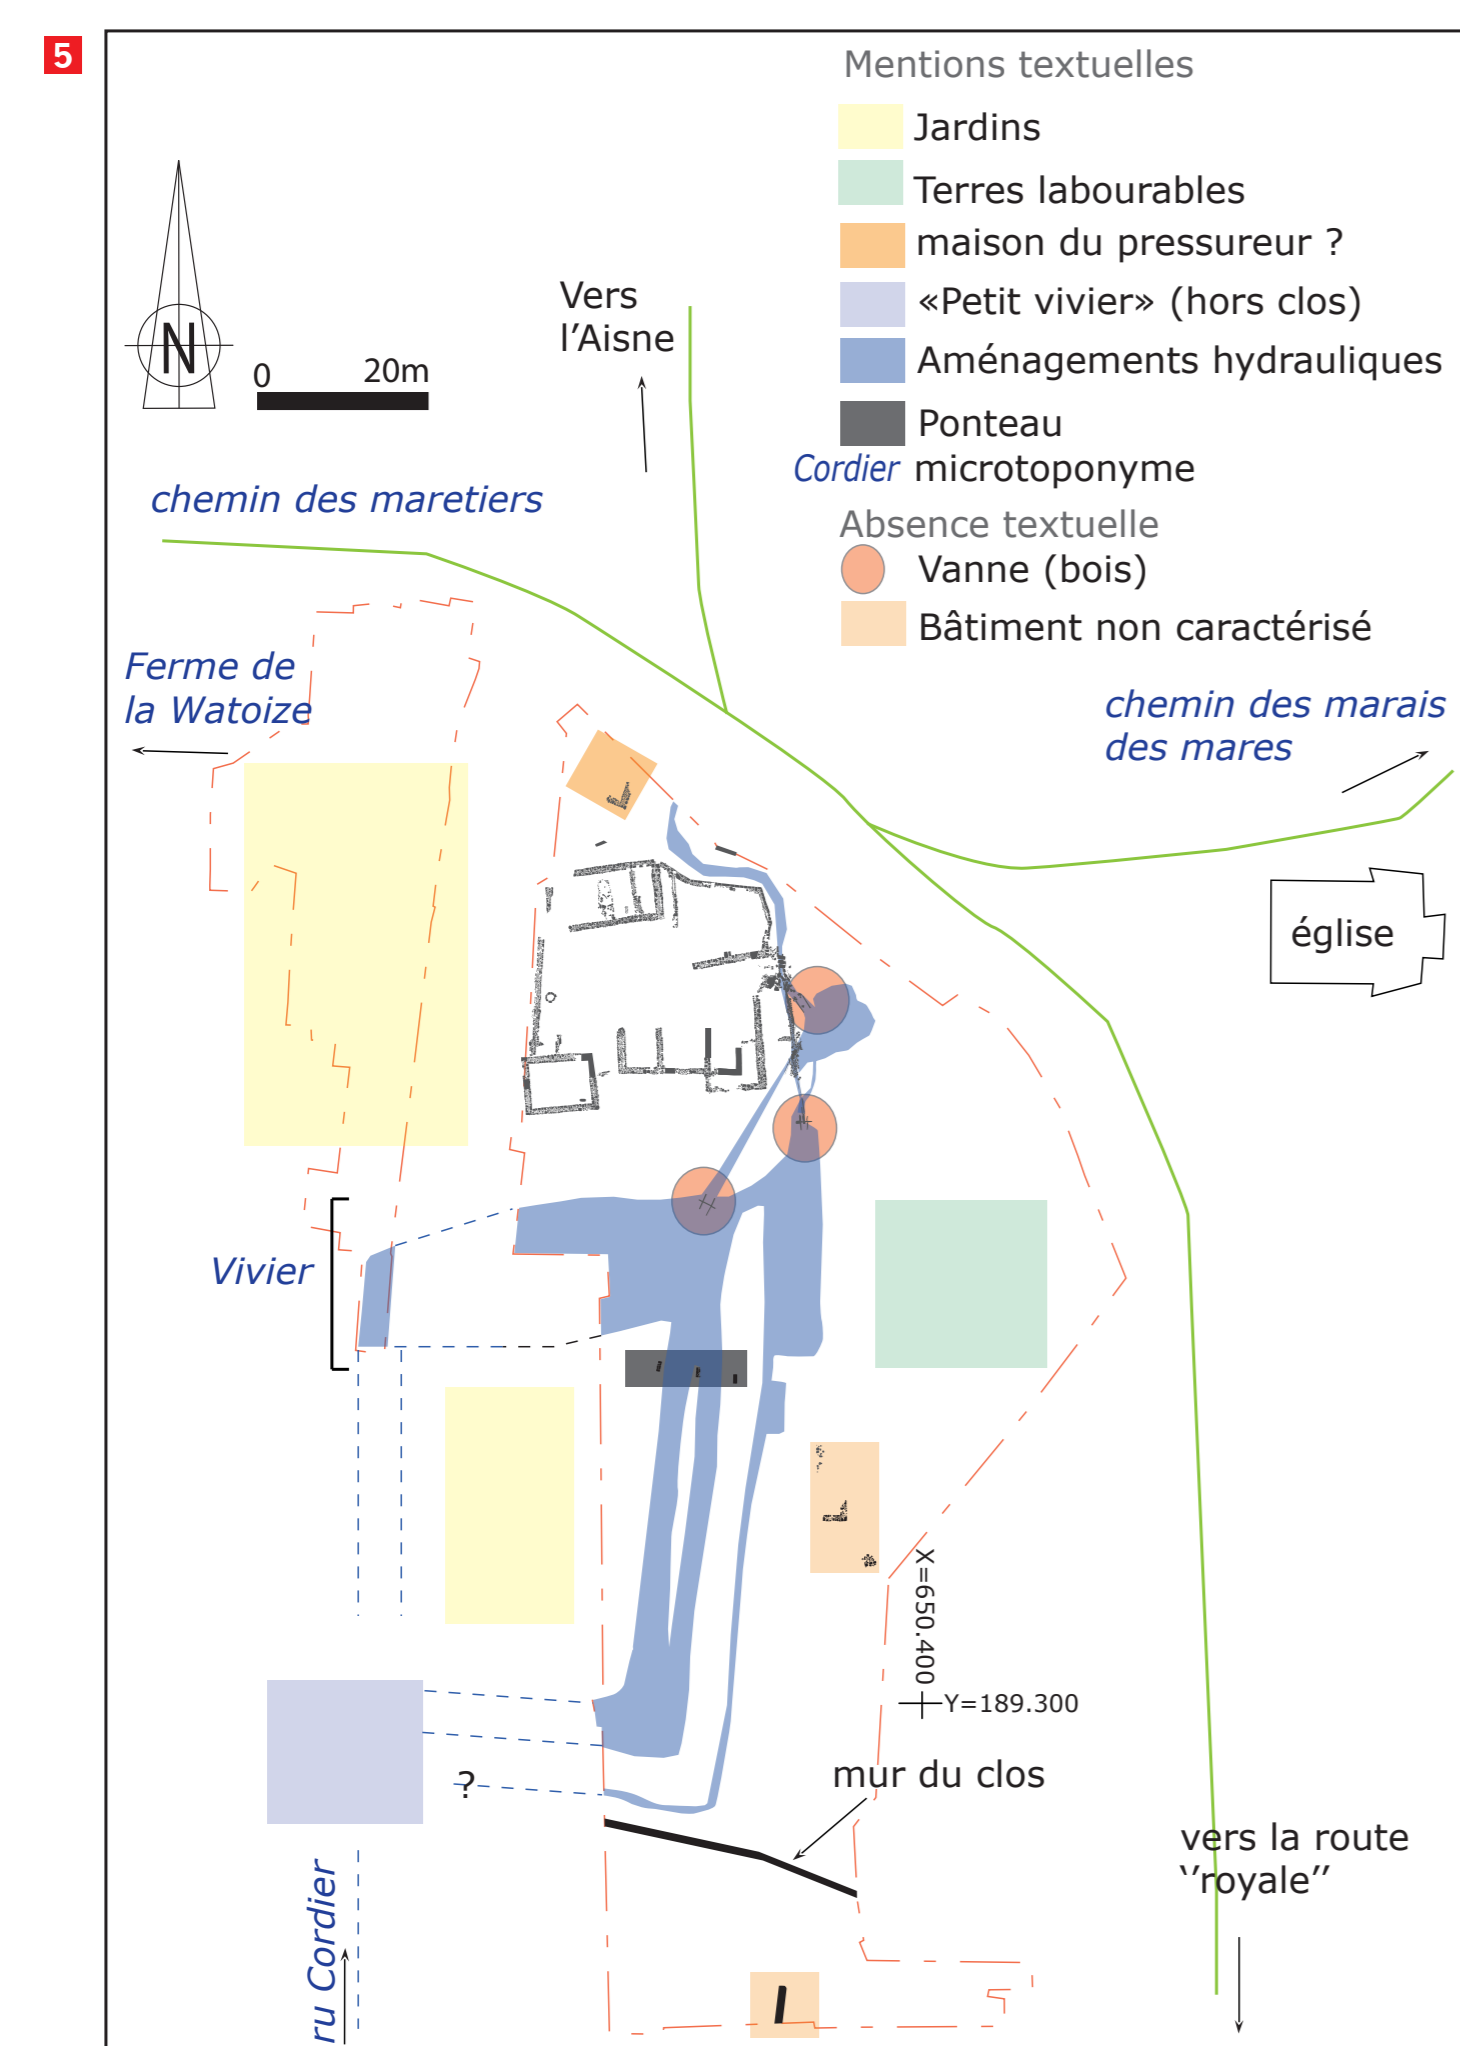 5
Mentions textuelles
Jardins
Terres labourables
maison du pressureur ?
«Petit vivier» (hors clos)
Aménagements hydrauliques
Ponteau
Cordier microtoponyme
Absence textuelle
Vanne (bois)
Bâtiment non caractérisé
N
0 20m
Vers
l’Aisne
chemin des maretiers
Ferme de
la Watoize
chemin des marais
des mares
église
Vivier
X=650.400
Y=189.300
?
mur du clos
vers la route
‘‘royale’’
ru Cordier